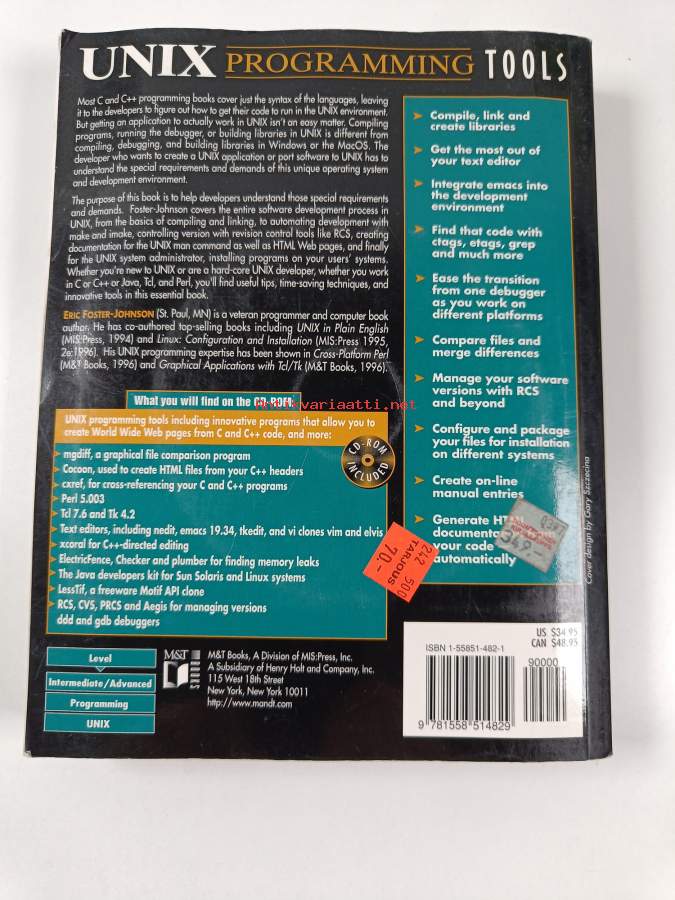 UNIX PROGRAMMING TOOLS
Most C and C++ programming books cover just the syntax of the languages, leaving
it to the developers to figure out how to get their code to run in the UNIX environment.
But getting an application to actually work in UNIX isn't an easy matter. Compiling
programs, running the debugger, or building libraries in UNIX is different from
compiling, debugging, and building libraries in Windows or the MacOS. The
developer who wants to create a UNIX application or port software to UNIX has to
understand the special requirements and demands of this unique operating system
and development environment.
The purpose of this book is to help developers understand those special requirements
and demands. Foster-Johnson covers the entire software development process in
UNIX, from the basics of compiling and linking, to automating development with
make and imake, controlling version with revision control tools like RCS, creating
documentation for the UNIX man command as well as HTML Web pages, and finally
for the UNIX system administrator, installing programs on your users' systems.
Whether you're new to UNIX or are a hard-core UNIX developer, whether you work
in C or C++ or Java, Tcl, and Perl, you'll find useful tips, time-saving techniques, and
innovative tools in this essential book.
ERIC FOSTER-JOHNSON (St. Paul, MN) is a veteran programmer and computer book
author. He has co-authored top-selling books including UNIX in Plain English
(MIS:Press, 1994) and Linux: Configuration and Installation (MIS:Press 1995,
2e:1996). His UNIX programming expertise has been shown in Cross-Platform Perl
(M&T Books, 1996) and Graphical Applications with Tcl/Tk (M&T Books, 1996).
What you will find on the CD-ROM:
UNIX programming tools including innovative programs that allow you to
create World Wide Web pages from C and C++ code, and more:
mgdiff, a graphical file comparison program
Cocoon, used to create HTML files from your C++ headers
cxref, for cross-referencing your C and C++ programs
Perl 5.003
Tcl 7.6 and Tk 4.2
Text editors, including nedit, emacs 19.34, tkedit, and vi clones vim and elvis
xcoral for C++-directed editing
ElectricFence, Checker and plumber for finding memory leaks
The Java developers kit for Sun Solaris and Linux systems
LessTif, a freeware Motif API clone
RCS, CVS, PRCS and Aegis for managing versions
ddd and gdb debuggers
CD-ROM
INCLUDED
Compile, link and
create libraries
Get the most out of
your text editor
Integrate emacs into
the development
environment
Find that code with
ctags, etags, grep
and much more
Ease the transition
from one debugger
as you work on
different platforms
Compare files and
merge differences
Manage your software
versions with RCS
and beyond
Configure and package
your files for installation
on different systems
Create on-line
manual entries
Generate
documenta
your code
automatically
349.-
242 500
TARJOUS
70.-
Cover design by Gary Szczecina
Level
Intermediate/Advanced
Programming
UNIX
M&T
BOOKS
M&T Books, A Division of MIS:Press, Inc.
A Subsidiary of Henry Holt and Company, Inc.
115 West 18th Street
New York, New York 10011
http://www.mandt.com
US $34.95
CAN $48.95
ISBN 1-55851-482-1
90000
9 781558 514829
Antikvariaatti.net